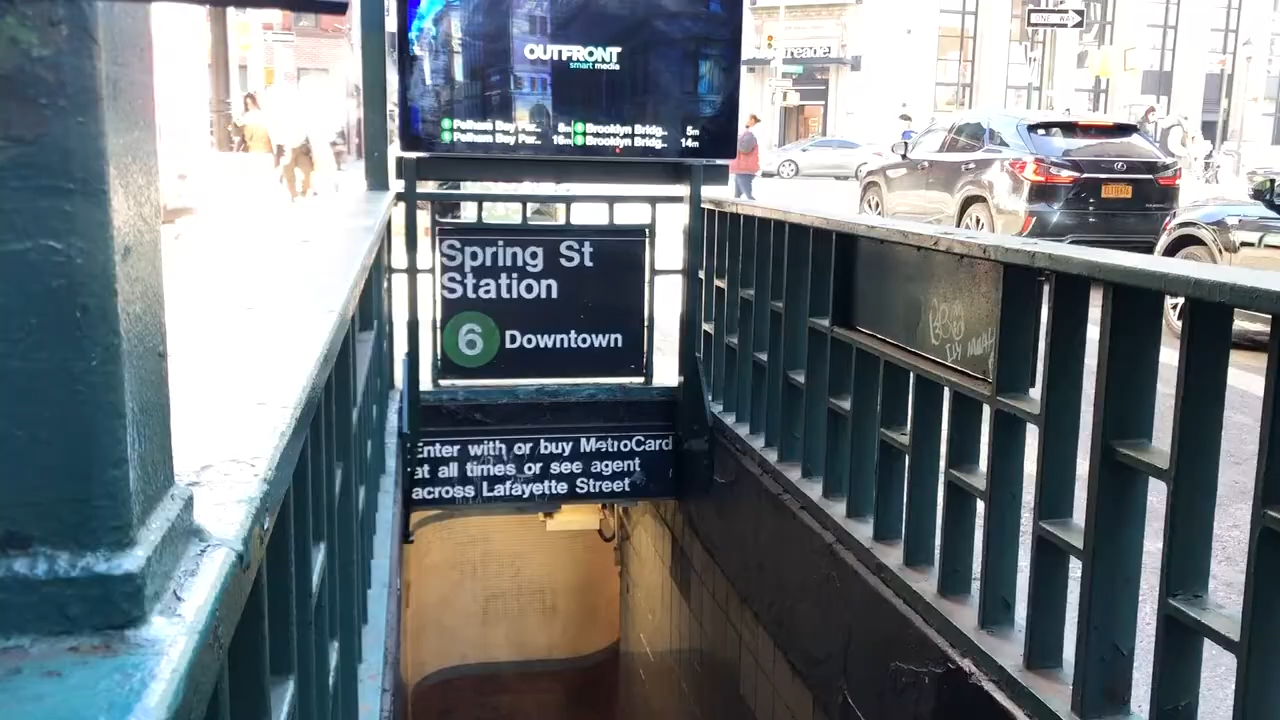 ONE WAY
OUTFRONT
smart media
Pelham Bay Par.. 8m Brooklyn Bridg.. 5m
Pelham Bay Par.. 16m Brooklyn Bridg.. 14m
Spring St
Station
6 Downtown
Enter with or buy MetroCard
at all times or see agent
across Lafayette Street